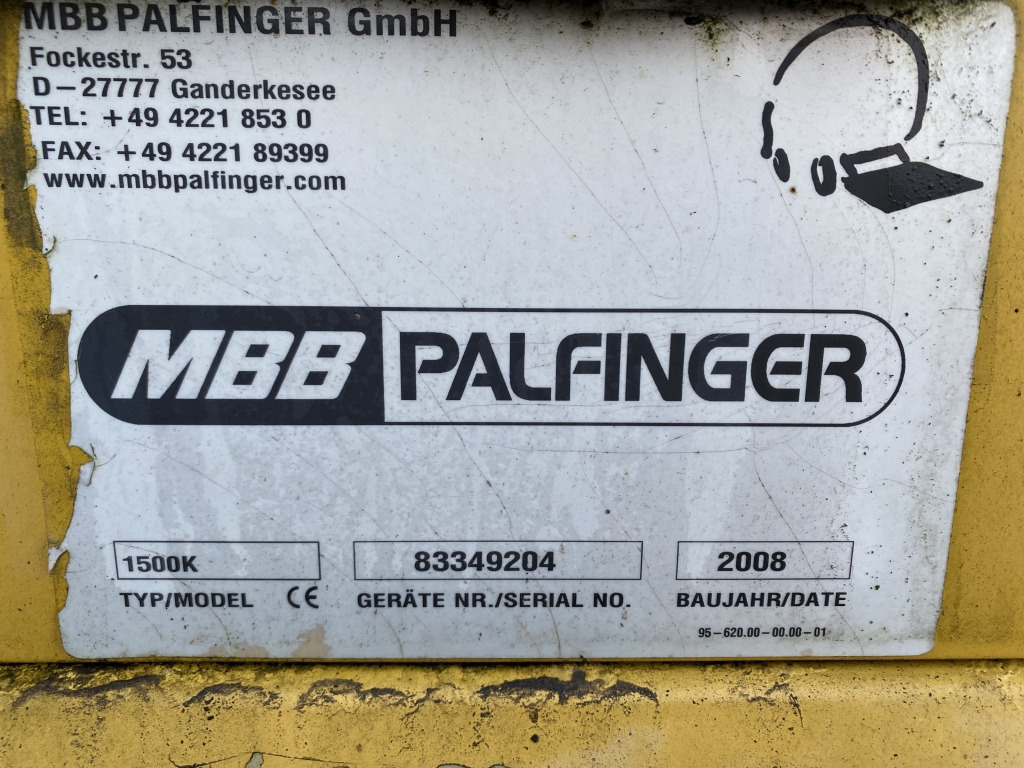 MBB PALFINGER GmbH
Fockestr. 53
D-27777 Ganderkesee
TEL: +49 4221 853 0
FAX: +49 4221 89399
www.mbbpalfinger.com
MBB PALFINGER
1500K 83349204 2008
TYP/MODEL CE GERÄTE NR./SERIAL NO. BAUJAHR/DATE
95-620.00-00.00-01